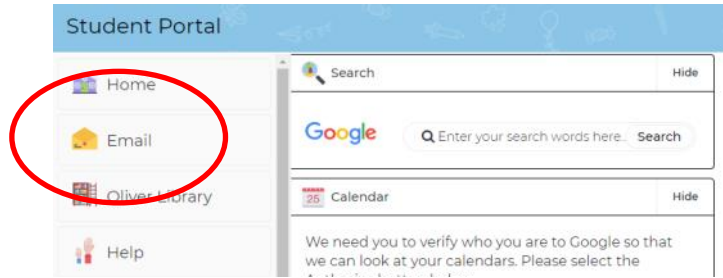 Student Portal
Home
Email
Oliver Library
Help
Search
Hide
Google
Enter your search words here.. Search
25 Calendar
Hide
We need you to verify who you are to Google so that
we can look at your calendars. Please select the